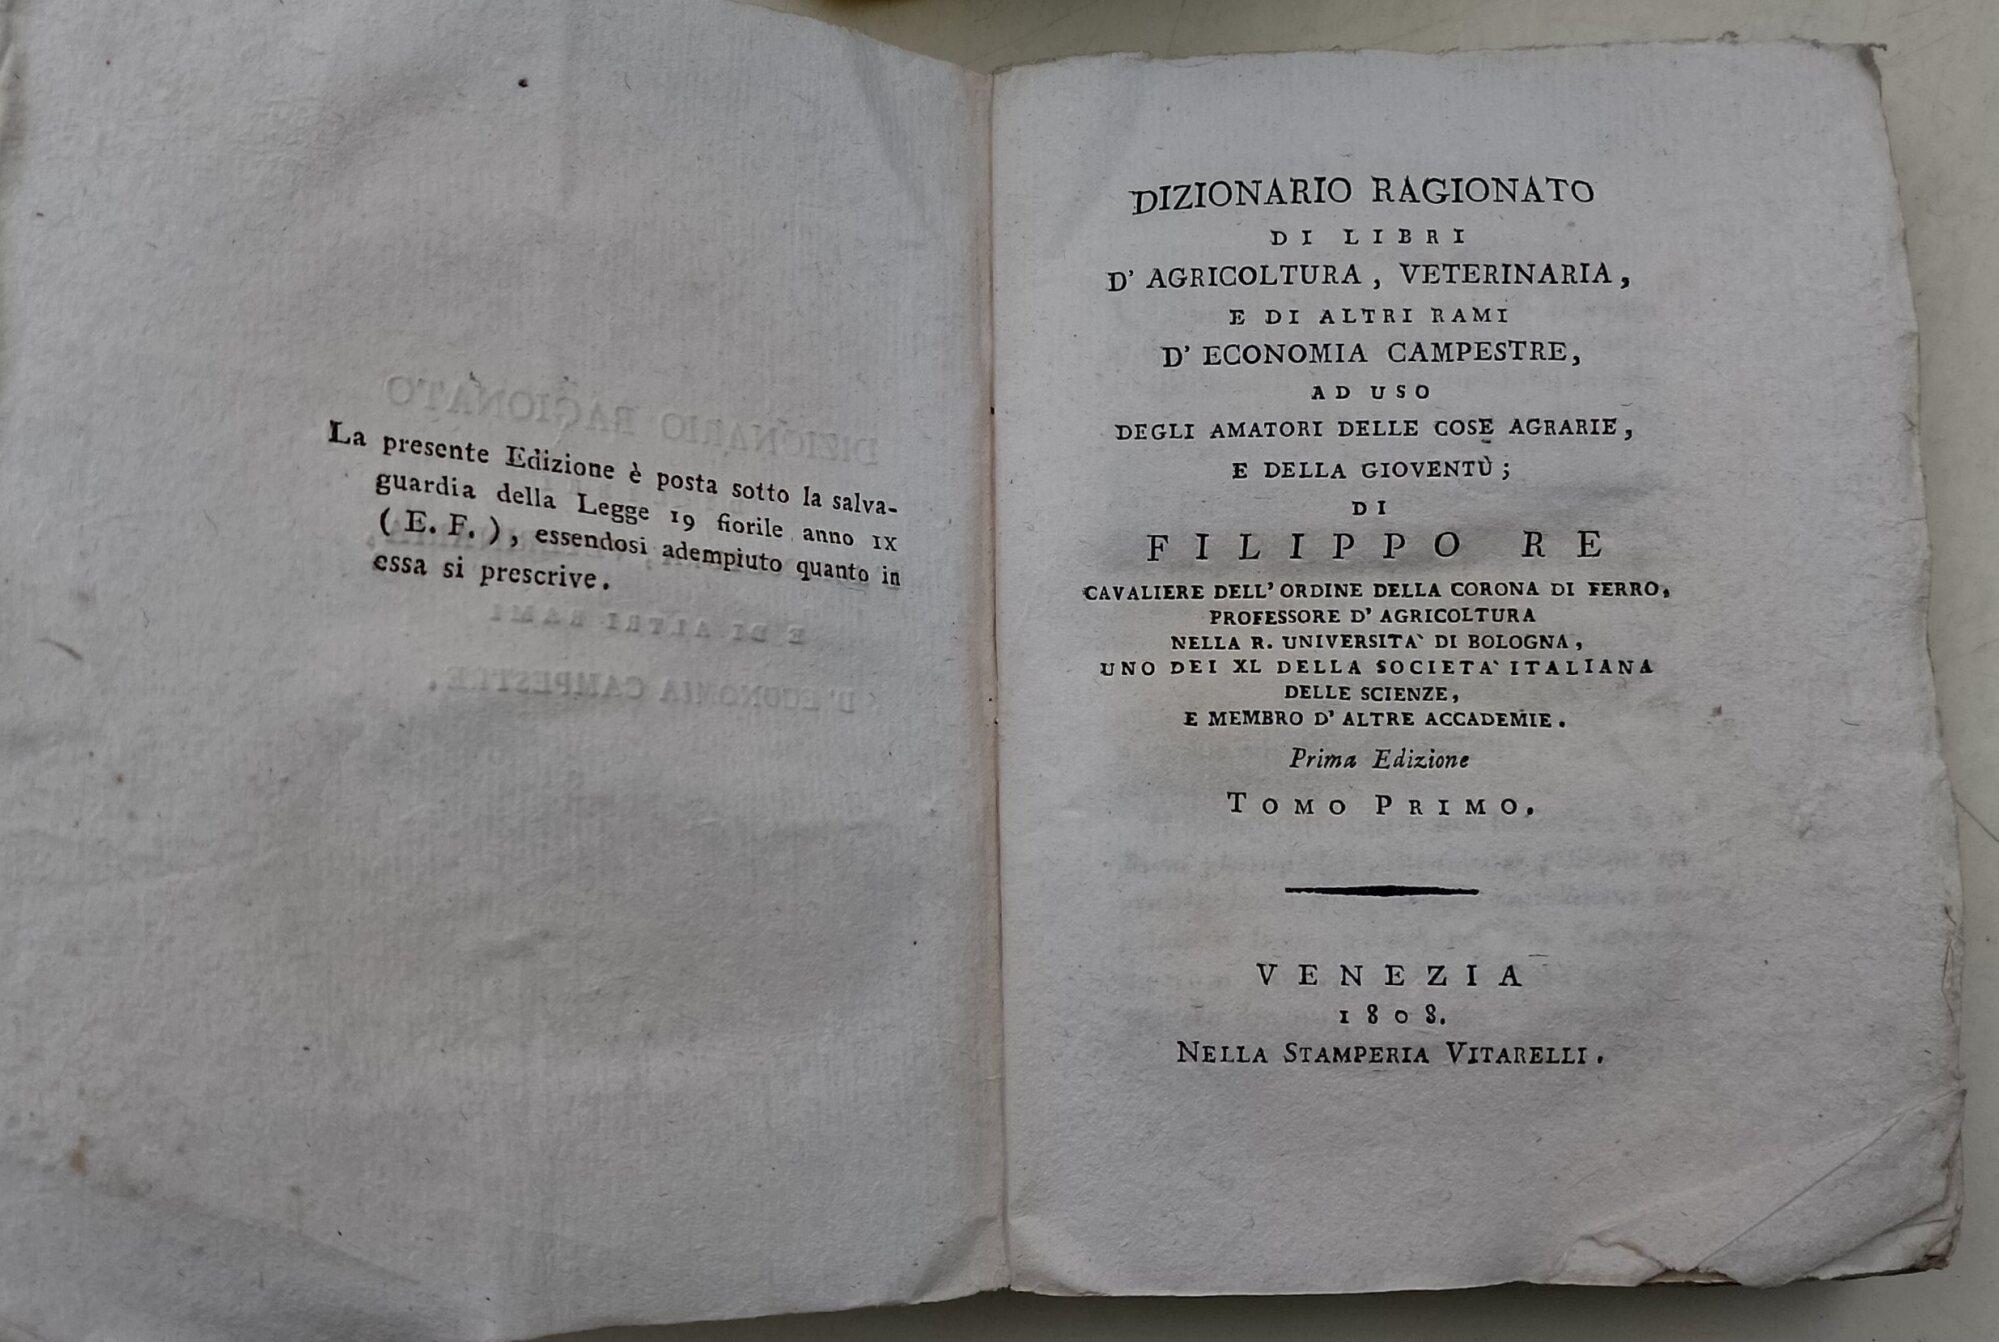 La presente Edizione è posta sotto la salva-
guardia della Legge 19 fiorile anno IX
( E. F. ), essendosi adempiuto quanto in
essa si prescrive.
DIZIONARIO RAGIONATO
DI LIBRI
D' AGRICOLTURA, VETERINARIA,
E DI ALTRI RAMI
D' ECONOMIA CAMPESTRE,
AD USO
DEGLI AMATORI DELLE COSE AGRARIE,
E DELLA GIOVENTÙ;
DI
FILIPPO RE
CAVALIERE DELL'ORDINE DELLA CORONA DI FERRO,
PROFESSORE D' AGRICOLTURA
NELLA R. UNIVERSITA` DI BOLOGNA,
UNO DEI XL DELLA SOCIETA` ITALIANA
DELLE SCIENZE,
E MEMBRO D' ALTRE ACCADEMIE.
Prima Edizione
TOMO PRIMO.
VENEZIA
1808.
NELLA STAMPERIA VITARELLI.